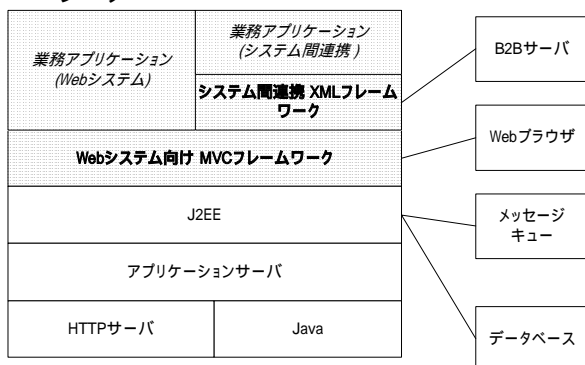 業務アプリケーション
(Webシステム)
業務アプリケーション
(システム間連携)
システム間連携 XMLフレーム
ワーク
Webシステム向け MVCフレームワーク
J2EE
アプリケーションサーバ
HTTPサーバ
Java
B2Bサーバ
Webブラウザ
メッセージ
キュー
データベース